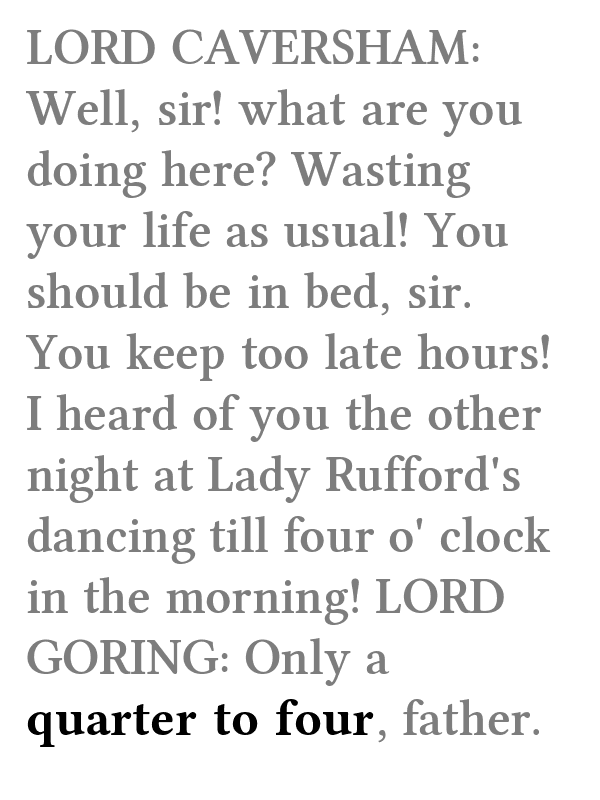 LORD CAVERSHAM:
Well, sir! what are you
doing here? Wasting
your life as usual! You
should be in bed, sir.
You keep too late hours!
I heard of you the other
night at Lady Rufford's
dancing till four o' clock
in the morning! LORD
GORING: Only a
quarter to four, father.